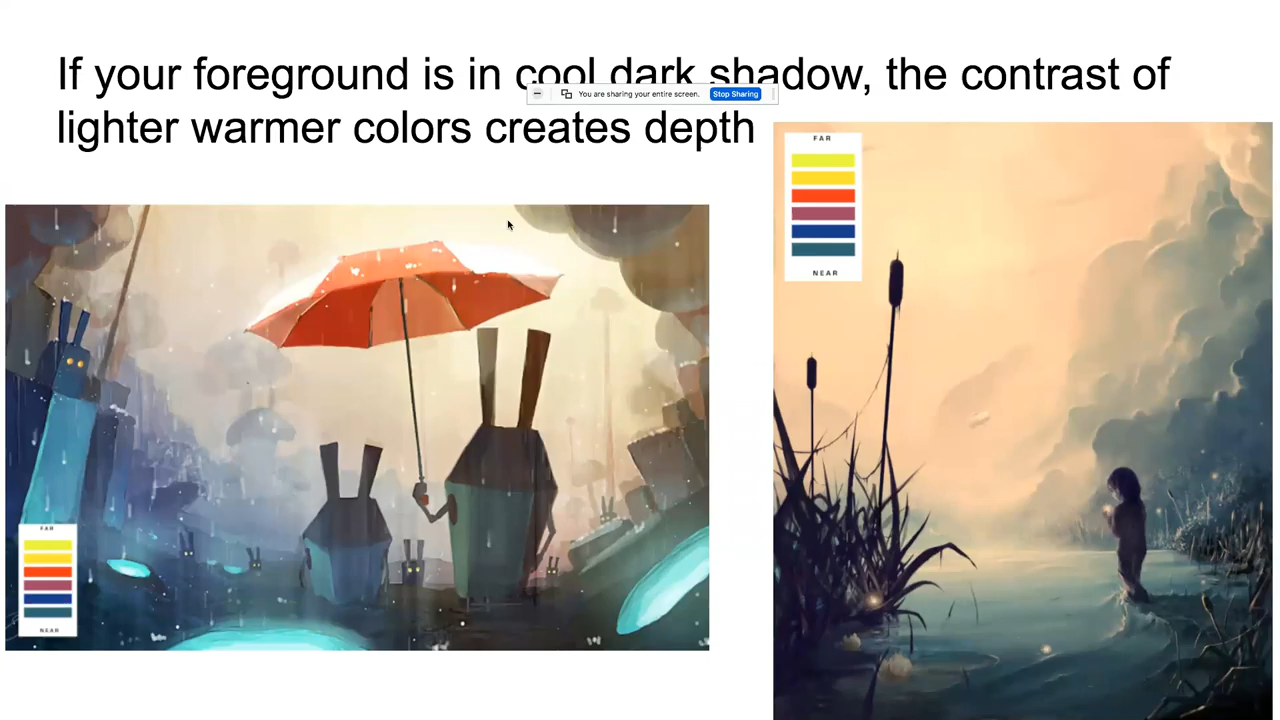 If your foreground is in cool dark shadow, the contrast of
You are sharing your entire screen. Stop Sharing
lighter warmer colors creates depth
FAR
NEAR
FAR
NEAR